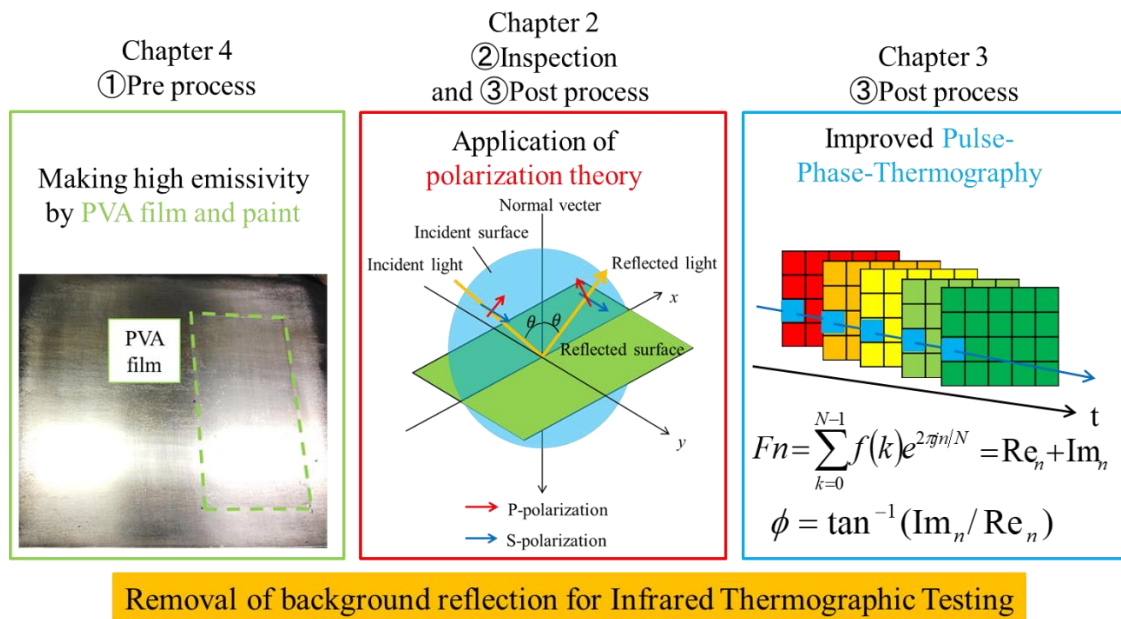 Chapter 4
①Pre process
Making high emissivity
by PVA film and paint
PVA
film
Chapter 2
②Inspection
and ③Post process
Application of
polarization theory
Normal vecter
Incident surface
Incident light
Reflected light
x
θ θ
Reflected surface
y
P-polarization
S-polarization
Chapter 3
③Post process
Improved Pulse-
Phase-Thermography
t
Fn=∑_{k=0}^{N-1} f(k)e^{2πjn/N} =Re_n+Im_n
ϕ = tan^{-1}(Im_n/Re_n)
Removal of background reflection for Infrared Thermographic Testing